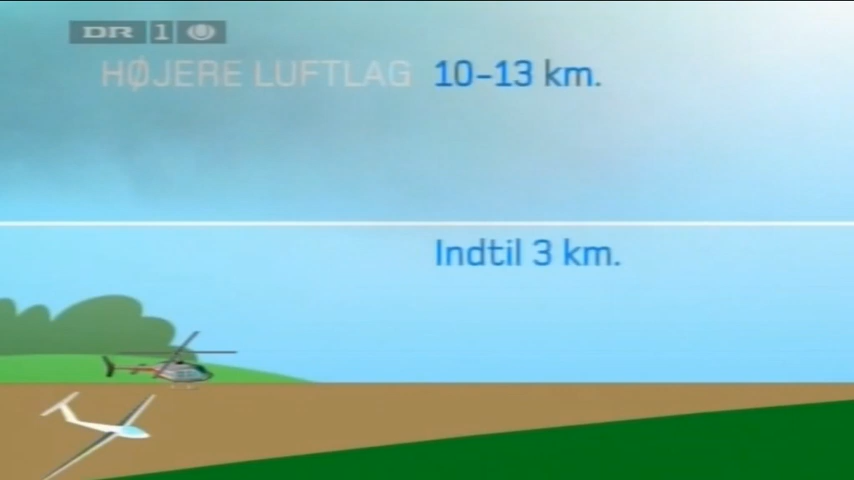 DR 1
HØJERE LUFTLAG 10-13 km.
Indtil 3 km.